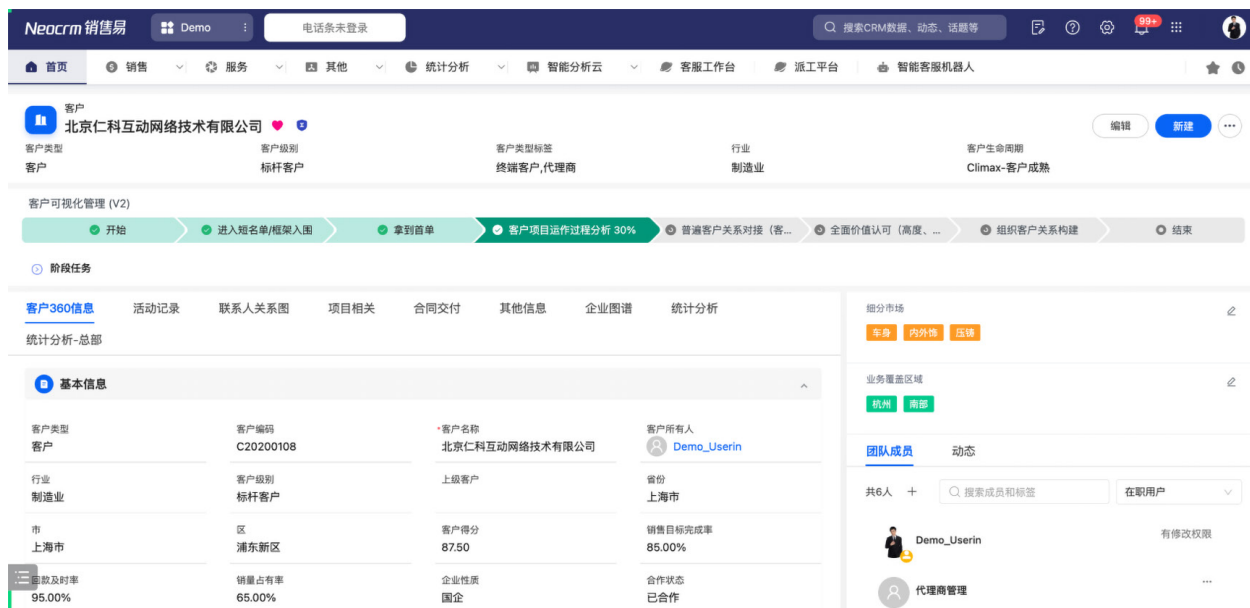 Neocrm 销售易 Demo 电话条未登录 搜索CRM数据、动态、话题等 99+
首页 销售 服务 其他 统计分析 智能分析云 客服工作台 派工平台 智能客服机器人
客户
北京仁科互动网络技术有限公司 编辑 新建
客户类型 客户级别 客户类型标签 行业 客户生命周期
客户 标杆客户 终端客户,代理商 制造业 Climax-客户成熟
客户可视化管理 (V2)
开始 进入短名单/框架入围 拿到首单 客户项目运作过程分析 30% 普遍客户关系对接（客... 全面价值认可（高度、... 组织客户关系构建 结束
阶段任务
客户360信息 活动记录 联系人关系图 项目相关 合同交付 其他信息 企业图谱 统计分析
统计分析-总部
基本信息
客户类型 客户编码 *客户名称 客户所有人
客户 C20200108 北京仁科互动网络技术有限公司 Demo_Userin
行业 客户级别 上级客户 省份
制造业 标杆客户 上海市
市 区 客户得分 销售目标完成率
上海市 浦东新区 87.50 85.00%
回款及时率 销量占有率 企业性质 合作状态
95.00% 65.00% 国企 已合作
细分市场
车身 内外饰 压铸
业务覆盖区域
杭州 南部
团队成员 动态
共6人 + 搜索成员和标签 在职用户
Demo_Userin 有修改权限
代理商管理 ...